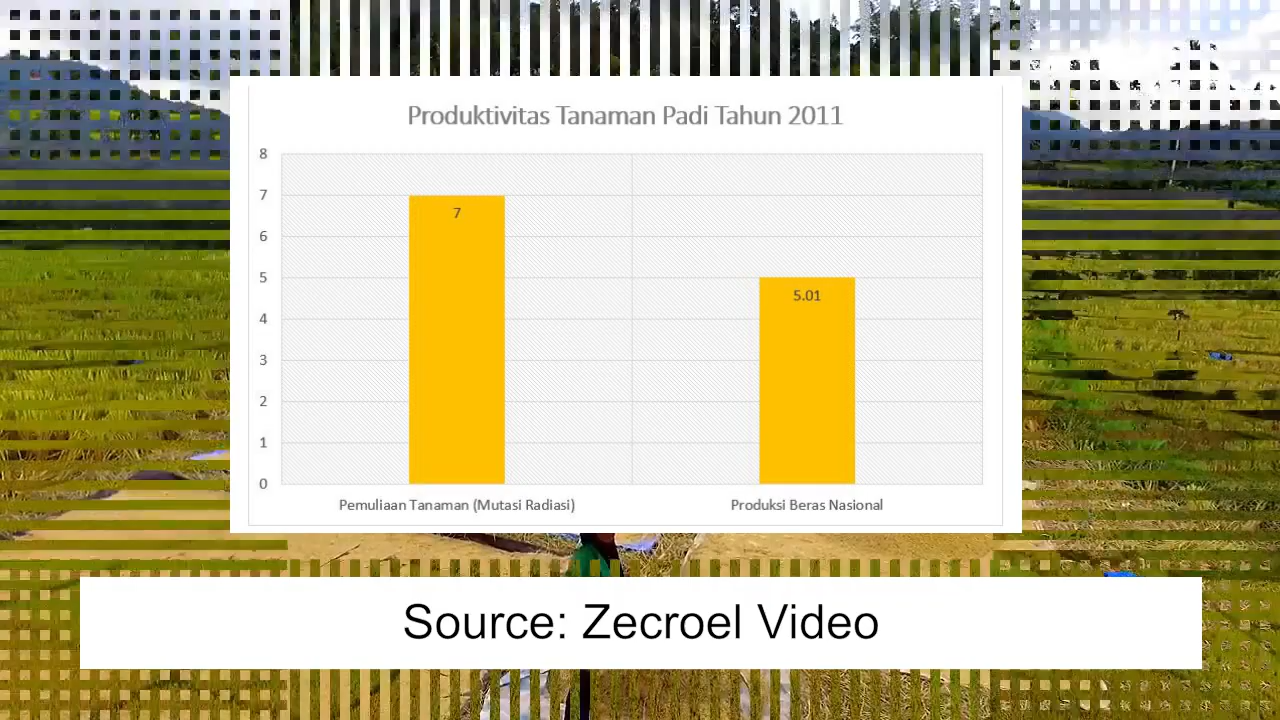 Produktivitas Tanaman Padi Tahun 2011
8
7
6
5
4
3
2
1
0
7
5.01
Pemuliaan Tanaman (Mutasi Radiasi)
Produksi Beras Nasional
Source: Zecroel Video